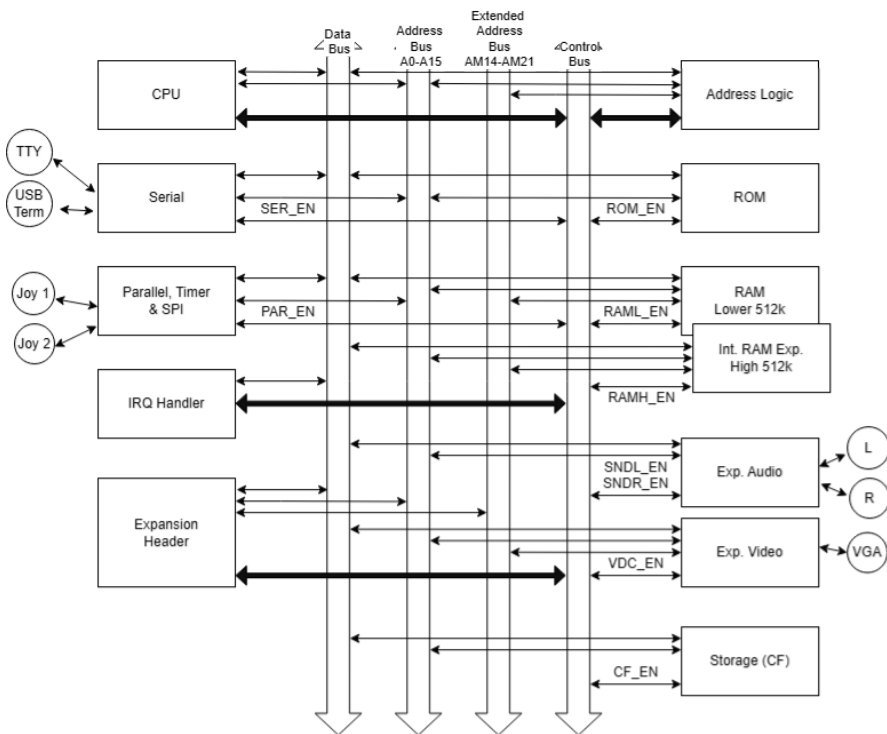 Data
Bus
Address
Bus
A0-A15
Extended
Address
Bus
AM14-AM21
Control
Bus
CPU
Address Logic
TTY
USB
Term
Serial
SER_EN
ROM_EN
ROM
Joy 1
Joy 2
Parallel, Timer
& SPI
PAR_EN
RAML_EN
RAM
Lower 512k
Int. RAM Exp.
High 512k
RAMH_EN
IRQ Handler
SNDL_EN
SNDR_EN
Exp. Audio
L
R
Expansion
Header
VDC_EN
Exp. Video
VGA
CF_EN
Storage (CF)